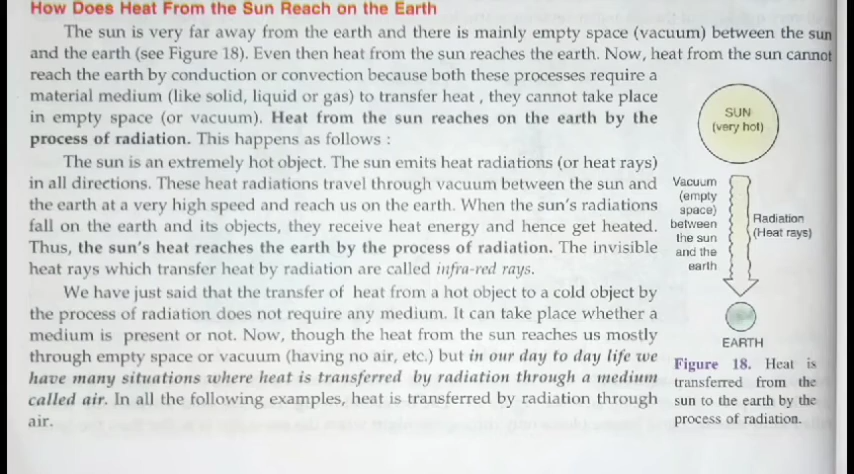 How Does Heat From the Sun Reach on the Earth
The sun is very far away from the earth and there is mainly empty space (vacuum) between the sun
and the earth (see Figure 18). Even then heat from the sun reaches the earth. Now, heat from the sun cannot
reach the earth by conduction or convection because both these processes require a
material medium (like solid, liquid or gas) to transfer heat , they cannot take place
in empty space (or vacuum). Heat from the sun reaches on the earth by the
process of radiation. This happens as follows :
The sun is an extremely hot object. The sun emits heat radiations (or heat rays)
in all directions. These heat radiations travel through vacuum between the sun and
the earth at a very high speed and reach us on the earth. When the sun's radiations
fall on the earth and its objects, they receive heat energy and hence get heated.
Thus, the sun's heat reaches the earth by the process of radiation. The invisible
heat rays which transfer heat by radiation are called infra-red rays.
We have just said that the transfer of heat from a hot object to a cold object by
the process of radiation does not require any medium. It can take place whether a
medium is present or not. Now, though the heat from the sun reaches us mostly
through empty space or vacuum (having no air, etc.) but in our day to day life we
have many situations where heat is transferred by radiation through a medium
called air. In all the following examples, heat is transferred by radiation through
air.
SUN
(very hot)
Vacuum
(empty
space)
between
the sun
and the
earth
Radiation
(Heat rays)
EARTH
Figure 18. Heat is
transferred from the
sun to the earth by the
process of radiation.